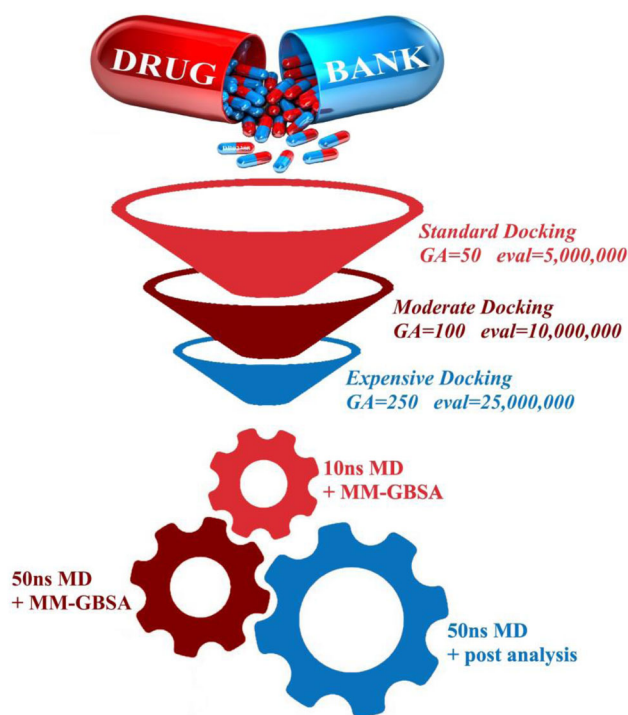 DRUG BANK
Standard Docking
GA=50 eval=5,000,000
Moderate Docking
GA=100 eval=10,000,000
Expensive Docking
GA=250 eval=25,000,000
10ns MD
+ MM-GBSA
50ns MD
+ MM-GBSA
50ns MD
+ post analysis